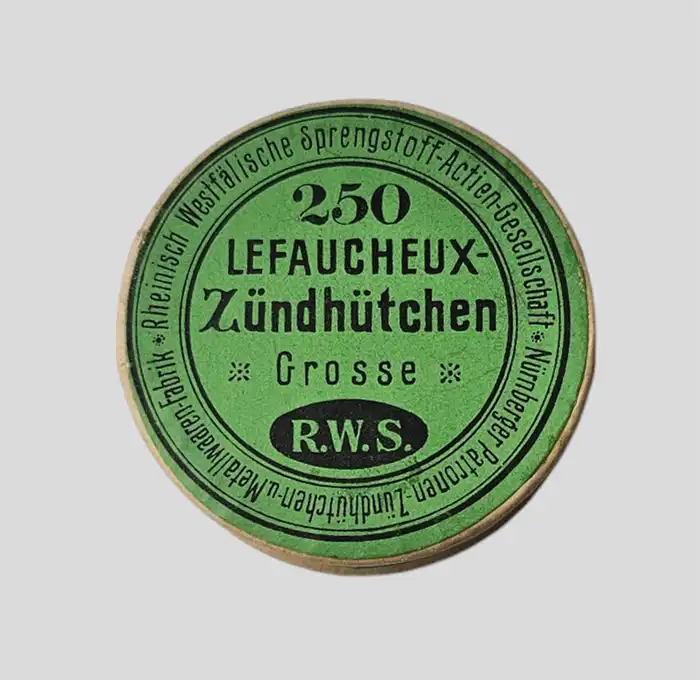 250
LEFAUCHEUX-
Zündhütchen
Grosse
R.W.S.
Rheinisch Westfälische Sprengstoff-Actien-Gesellschaft
Nürnberger Patronen-Zündhütchen-u.Metallwaaren-Fabrik